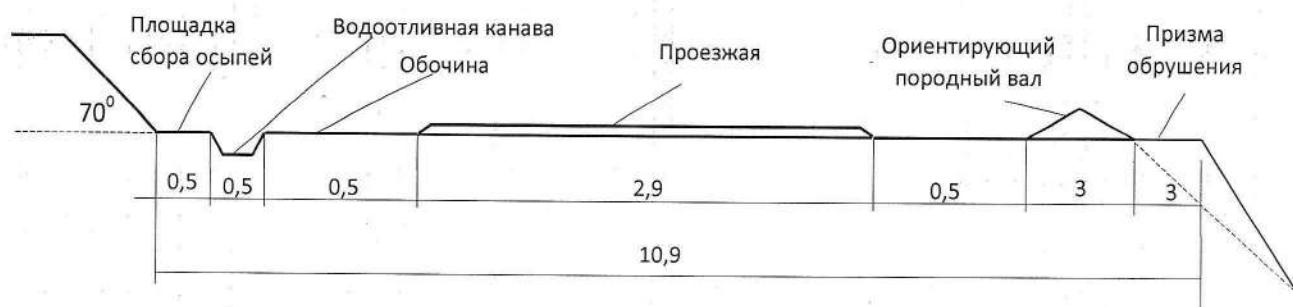 Площадка
сбора осыпей
Водоотливная канава
Обочина
Проезжая
Ориентирующий
породный вал
Призма
обрушения
70⁰
0,5
0,5
0,5
2,9
0,5
3
3
10,9